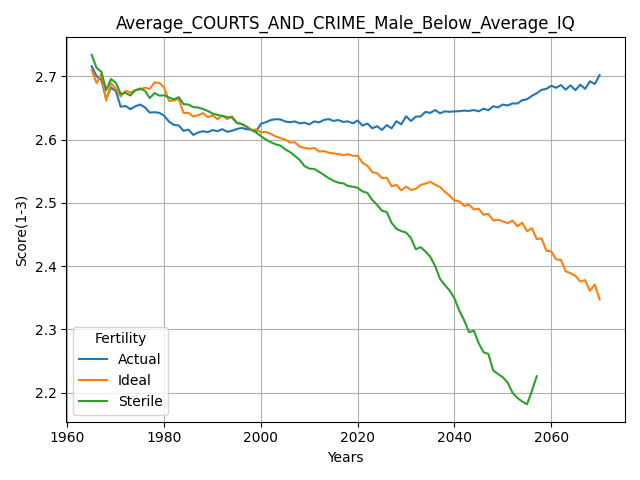 Average_COURTS_AND_CRIME_Male_Below_Average_IQ
Score(1-3)
2.7
2.6
2.5
2.4
2.3
2.2
Fertility
Actual
Ideal
Sterile
1960 1980 2000 2020 2040 2060
Years